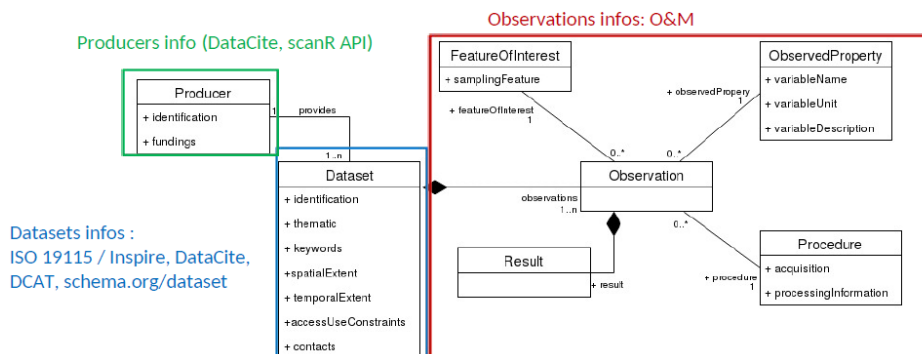 Observations infos: O&M
Producers info (DataCite, scanR API)
Producer
+ identification
+ fundings
1
provides
1..n
FeatureOfInterest
+ samplingFeature
+ featureOfInterest
1
ObservedProperty
+ variableName
+ variableUnit
+ variableDescription
+ observedPropery
1
0..*
0..*
Dataset
+ identification
+ thematic
+ keywords
+spatialExtent
+ temporalExtent
+accessUseConstraints
+ contacts
observations
1..n
Observation
0..*
Datasets infos :
ISO 19115 / Inspire, DataCite,
DCAT, schema.org/dataset
Result
+ result
Procedure
+ acquisition
+ processingInformation
+ procedure
1